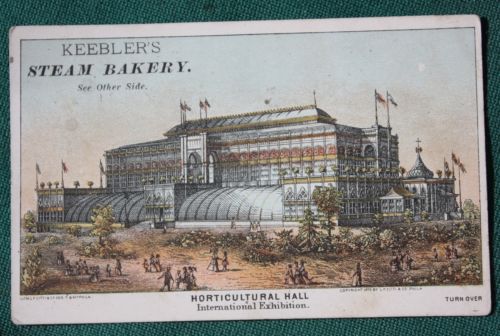 KEEBLER'S
STEAM BAKERY.
See Other Side.
HORTICULTURAL HALL
International Exhibition.
TURN OVER